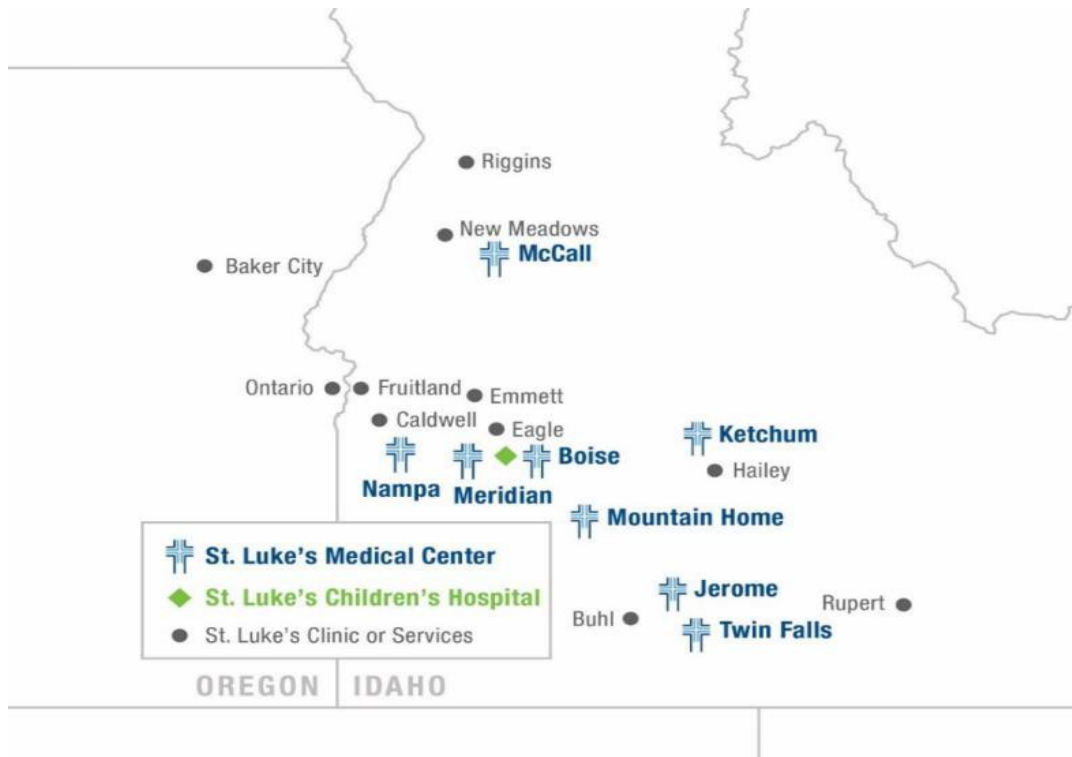 Riggins
New Meadows
McCall
Baker City
Ontario
Fruitland
Emmett
Caldwell
Eagle
Ketchum
Boise
Hailey
Nampa
Meridian
Mountain Home
St. Luke's Medical Center
St. Luke's Children's Hospital
St. Luke's Clinic or Services
Jerome
Rupert
Buhl
Twin Falls
OREGON
IDAHO